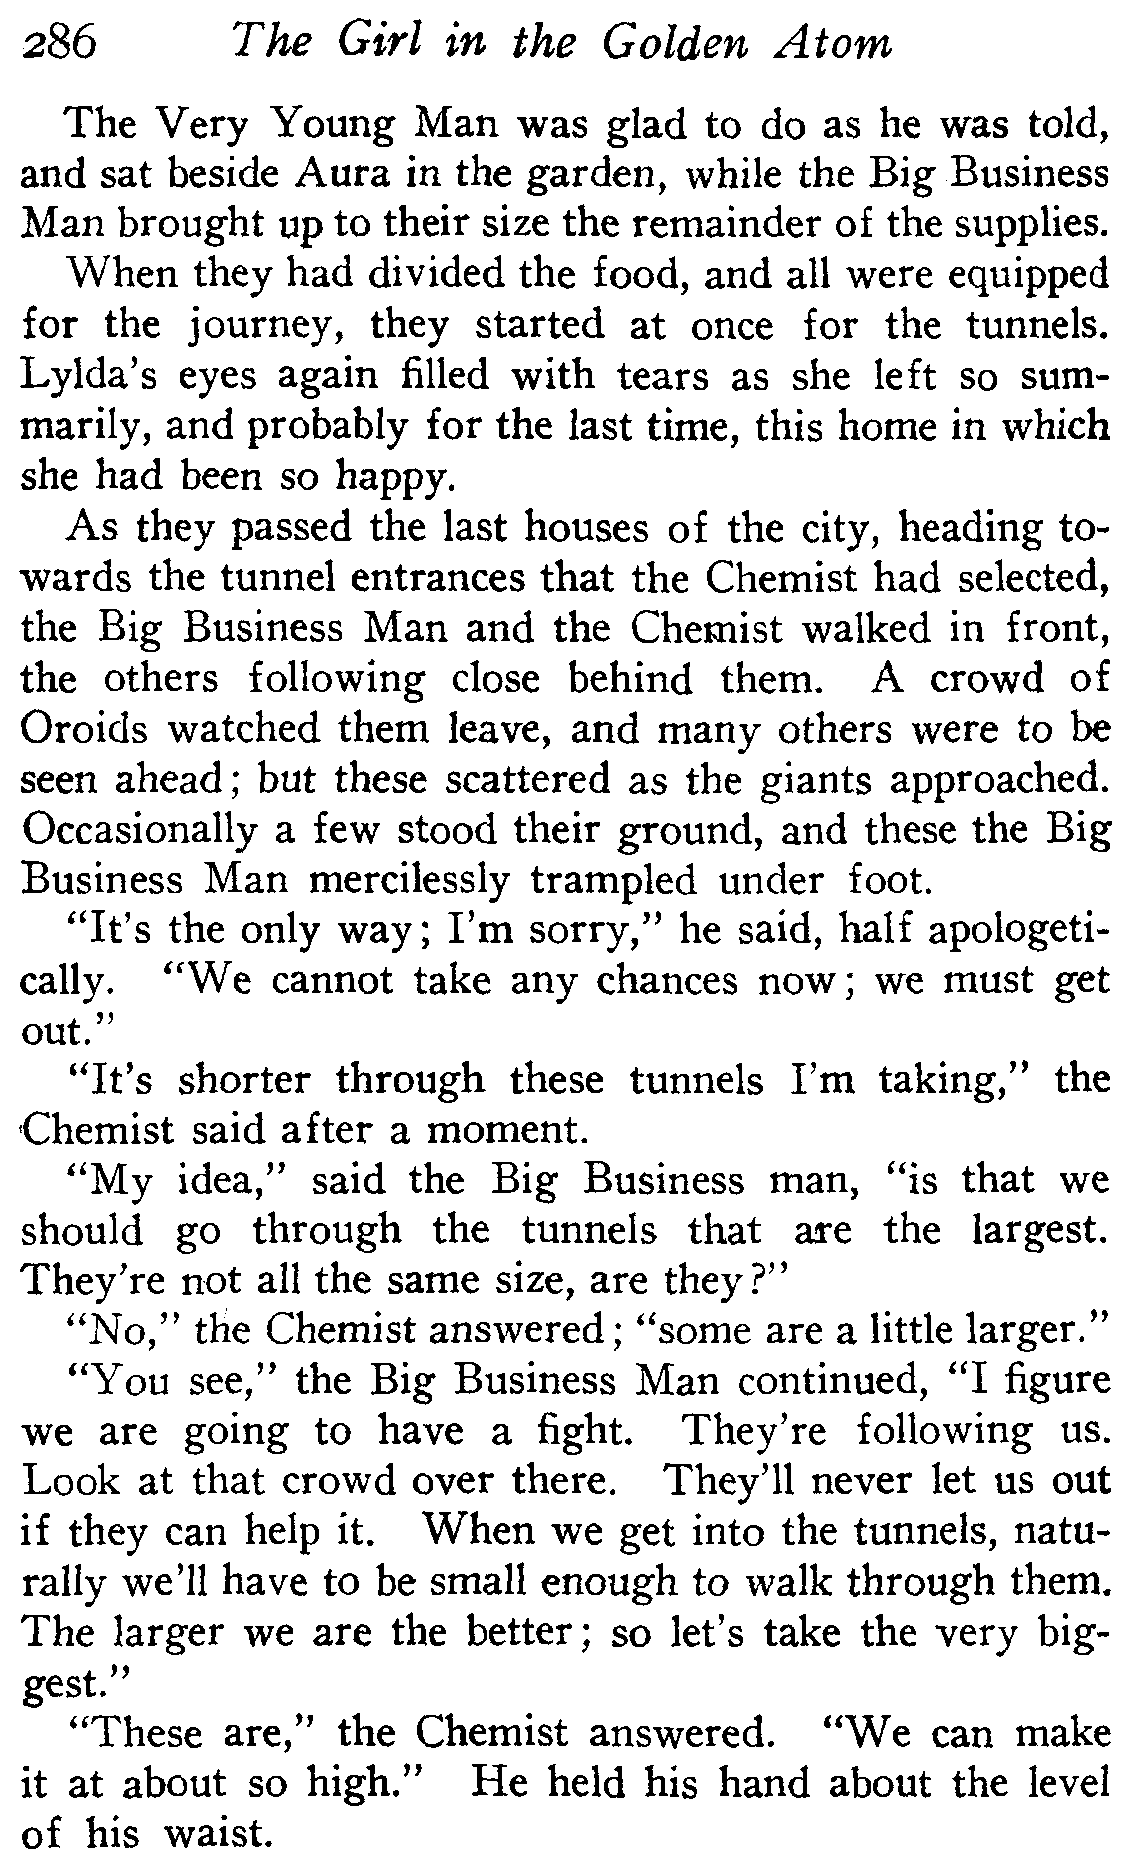 286 The Girl in the Golden Atom
The Very Young Man was glad to do as he was told,
and sat beside Aura in the garden, while the Big Business
Man brought up to their size the remainder of the supplies.
When they had divided the food, and all were equipped
for the journey, they started at once for the tunnels.
Lylda's eyes again filled with tears as she left so sum-
marily, and probably for the last time, this home in which
she had been so happy.
As they passed the last houses of the city, heading to-
wards the tunnel entrances that the Chemist had selected,
the Big Business Man and the Chemist walked in front,
the others following close behind them. A crowd of
Oroids watched them leave, and many others were to be
seen ahead; but these scattered as the giants approached.
Occasionally a few stood their ground, and these the Big
Business Man mercilessly trampled under foot.
"It's the only way; I'm sorry," he said, half apologeti-
cally. "We cannot take any chances now; we must get
out."
"It's shorter through these tunnels I'm taking," the
Chemist said after a moment.
"My idea," said the Big Business man, "is that we
should go through the tunnels that are the largest.
They're not all the same size, are they?"
"No," the Chemist answered; "some are a little larger."
"You see," the Big Business Man continued, "I figure
we are going to have a fight. They're following us.
Look at that crowd over there. They'll never let us out
if they can help it. When we get into the tunnels, natu-
rally we'll have to be small enough to walk through them.
The larger we are the better; so let's take the very big-
gest."
"These are," the Chemist answered. "We can make
it at about so high." He held his hand about the level
of his waist.